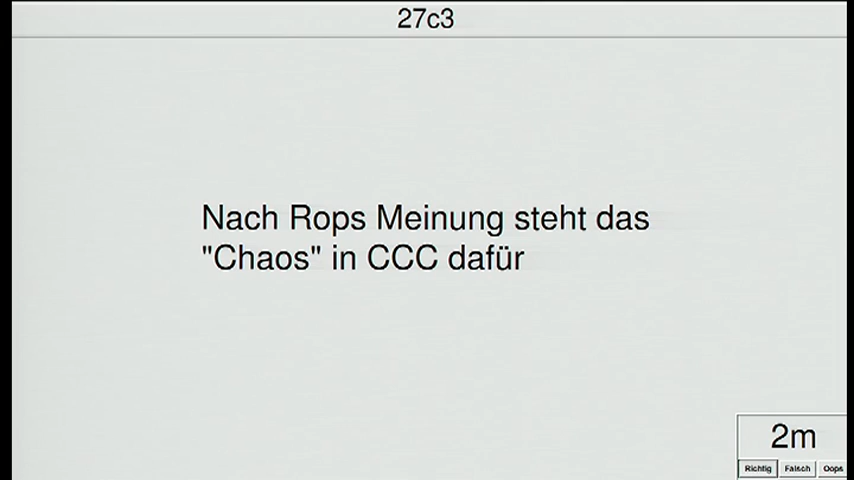 27c3
Nach Rops Meinung steht das
"Chaos" in CCC dafür
2m
Richtig Falsch Oops